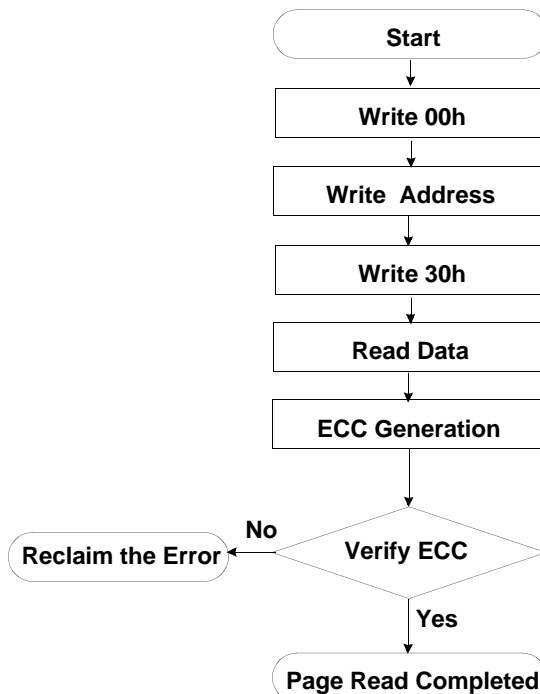 Start
Write 00h
Write Address
Write 30h
Read Data
ECC Generation
No
Reclaim the Error
Verify ECC
Yes
Page Read Completed